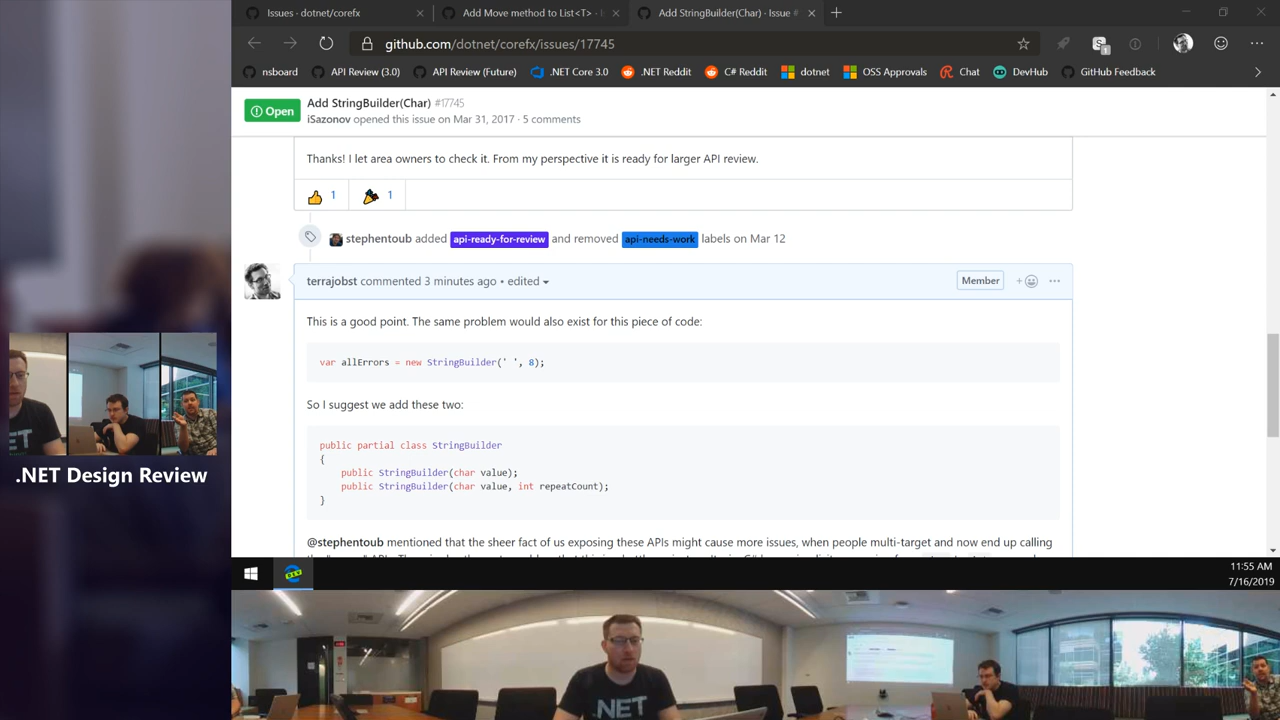 Issues · dotnet/corefx
Add Move method to List<T> · I
Add StringBuilder(Char) · Issue #
github.com/dotnet/corefx/issues/17745
nsboard
API Review (3.0)
API Review (Future)
.NET Core 3.0
.NET Reddit
C# Reddit
dotnet
OSS Approvals
Chat
DevHub
GitHub Feedback
Open
Add StringBuilder(Char) #17745
iSazonov opened this issue on Mar 31, 2017 · 5 comments
Thanks! I let area owners to check it. From my perspective it is ready for larger API review.
1
1
stephentoub added api-ready-for-review and removed api-needs-work labels on Mar 12
terrajobst commented 3 minutes ago • edited
Member
This is a good point. The same problem would also exist for this piece of code:
var allErrors = new StringBuilder(' ', 8);
So I suggest we add these two:
public partial class StringBuilder
{
public StringBuilder(char value);
public StringBuilder(char value, int repeatCount);
}
@stephentoub mentioned that the sheer fact of us exposing these APIs might cause more issues, when people multi-target and now end up calling
.NET Design Review
11:55 AM
7/16/2019
.NET